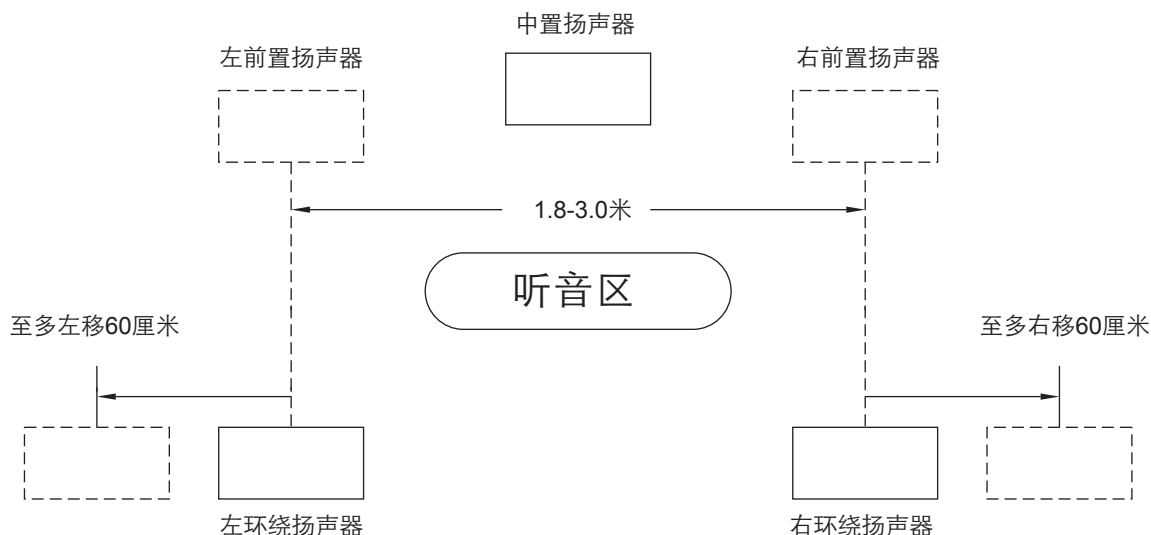 中置扬声器
左前置扬声器
右前置扬声器
1.8-3.0米
听音区
至多左移60厘米
至多右移60厘米
左环绕扬声器
右环绕扬声器